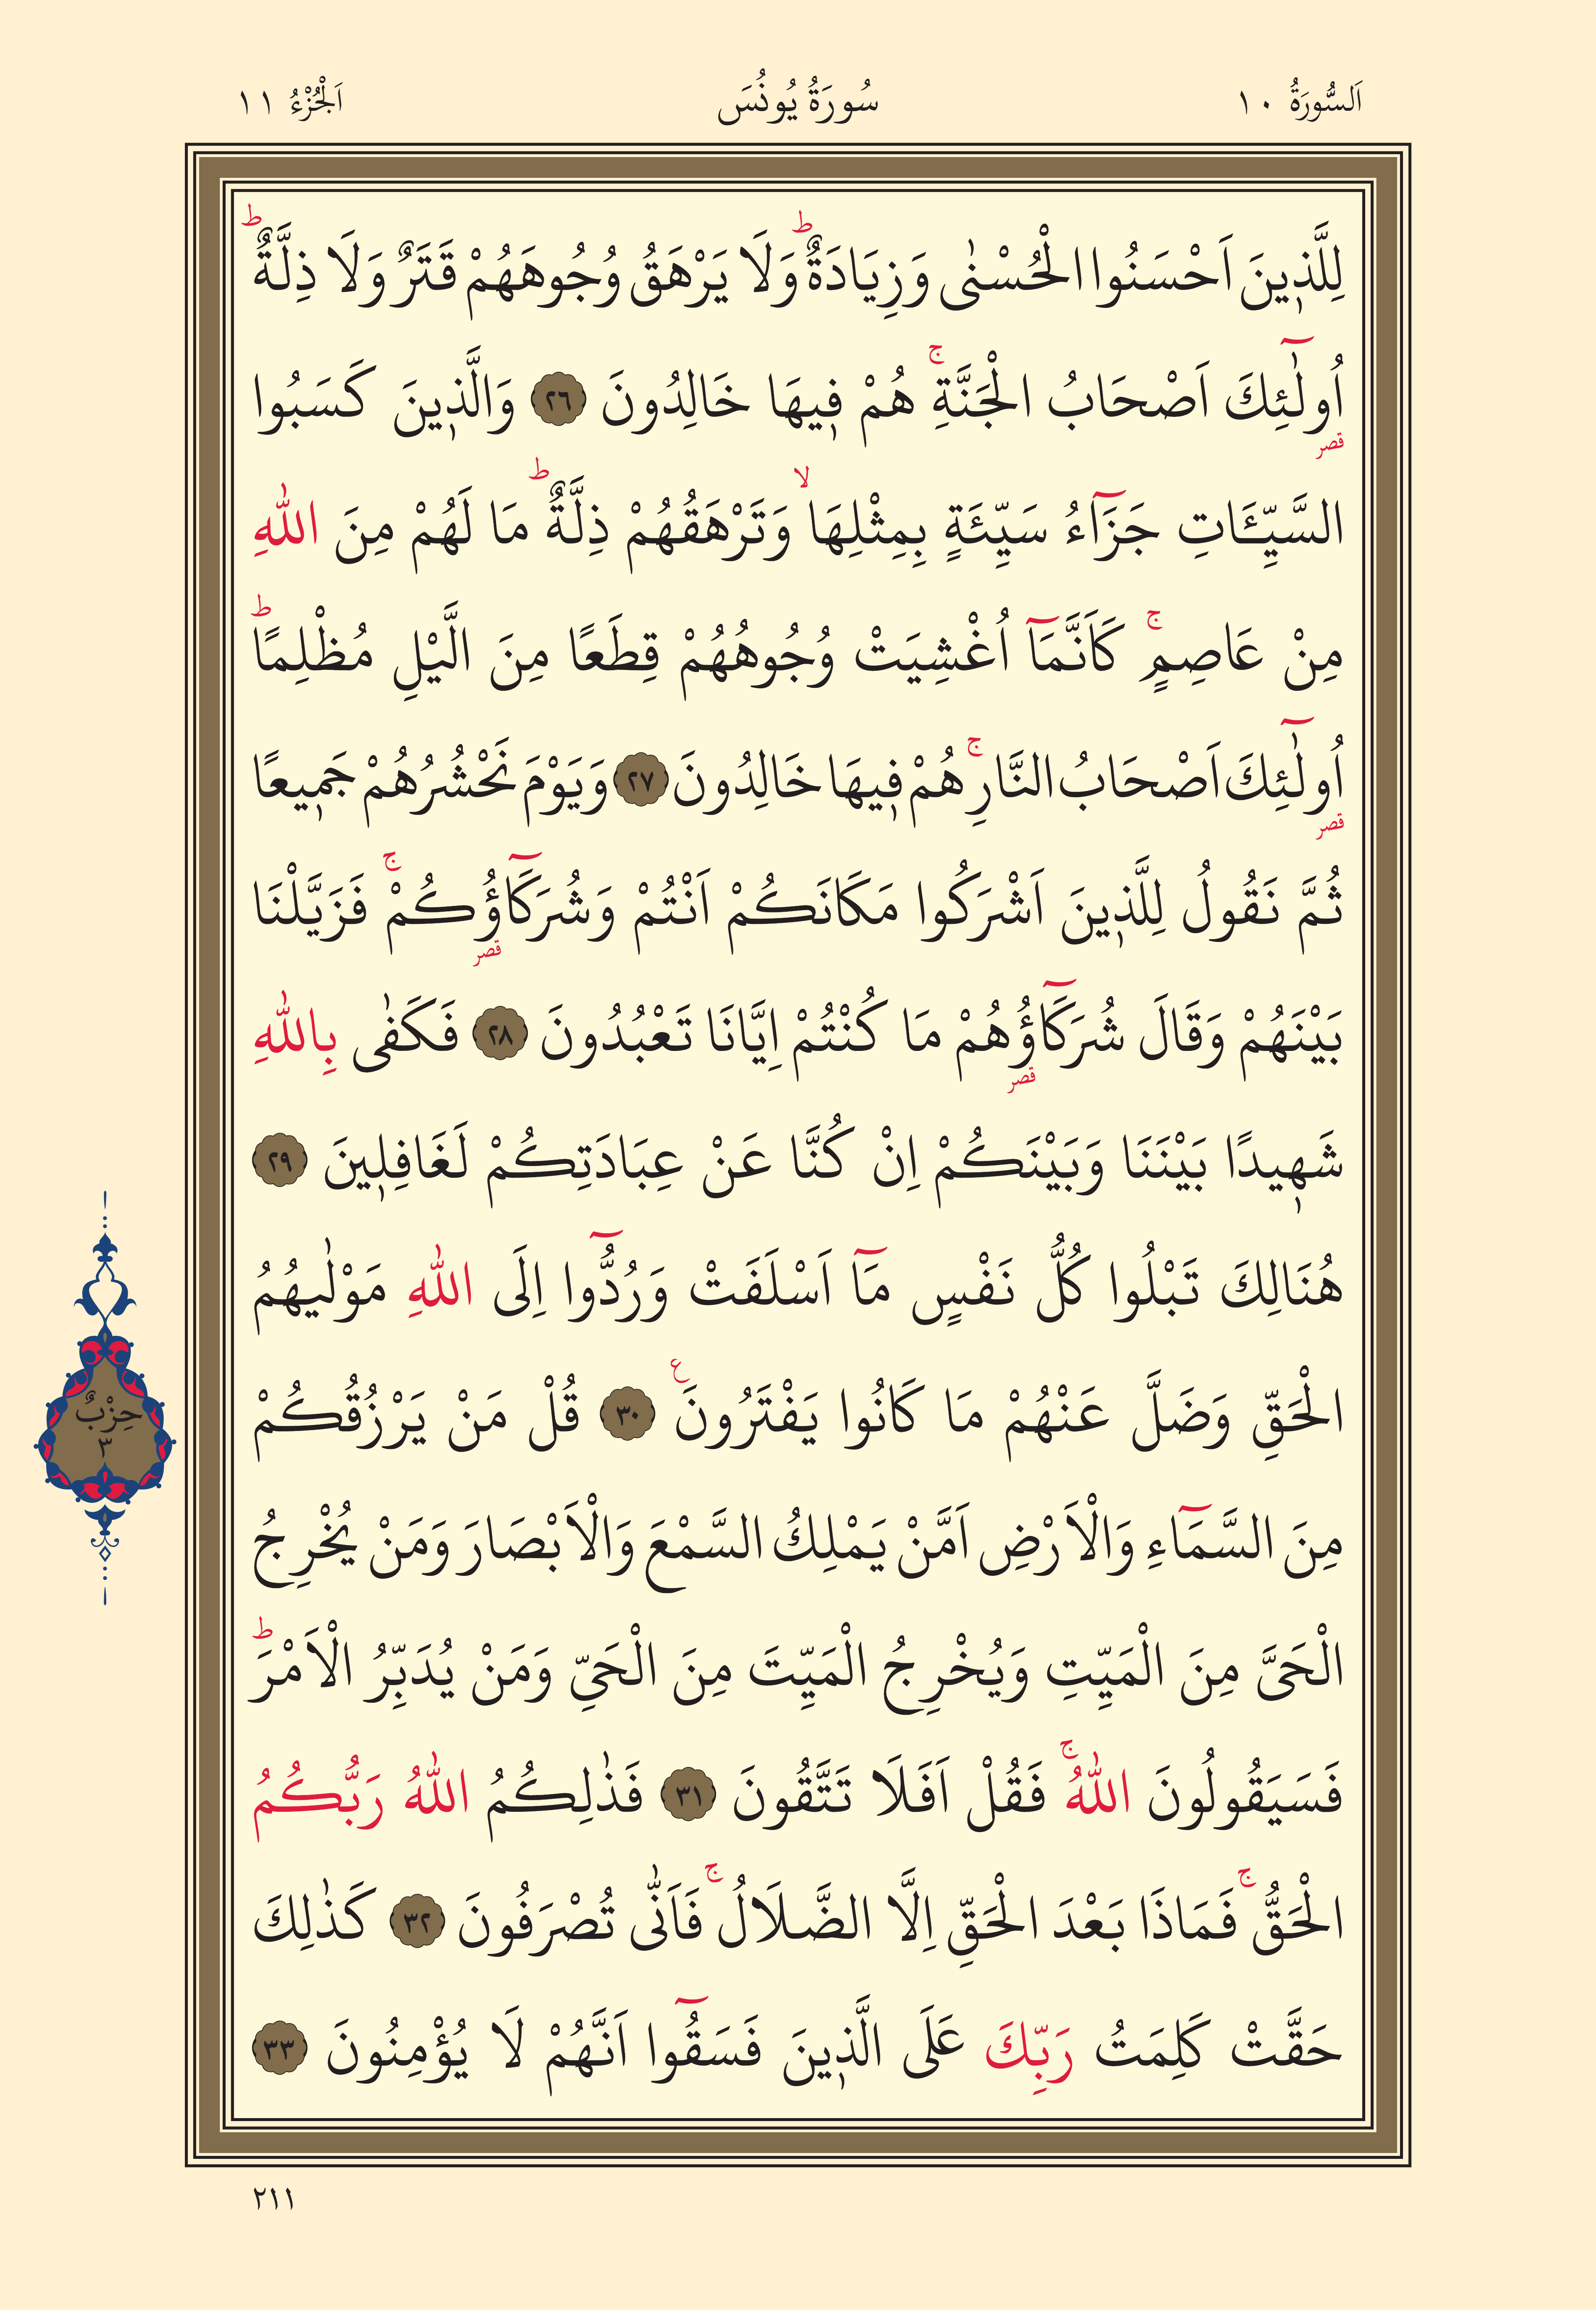 اَلسُّورَةُ ١٠
سُورَةُ يُونُسَ
اَلْجُزْءُ ١١
لِلَّذ۪ينَ اَحْسَنُوا الْحُسْنٰى وَزِيَادَةٌۜ وَلَا يَرْهَقُ وُجُوهَهُمْ قَتَرٌ وَلَا ذِلَّةٌۜ
اُو۬لٰٓئِكَ اَصْحَابُ الْجَنَّةِۚ هُمْ ف۪يهَا خَالِدُونَ ٢٦ وَالَّذ۪ينَ كَسَبُوا
السَّيِّـَٔاتِ جَزَٓاءُ سَيِّئَةٍ بِمِثْلِهَاۙ وَتَرْهَقُهُمْ ذِلَّةٌۜ مَا لَهُمْ مِنَ اللّٰهِ
مِنْ عَاصِمٍۚ كَاَنَّمَٓا اُغْشِيَتْ وُجُوهُهُمْ قِطَعًا مِنَ الَّيْلِ مُظْلِمًاۜ
اُو۬لٰٓئِكَ اَصْحَابُ النَّارِۚ هُمْ ف۪يهَا خَالِدُونَ ٢٧ وَيَوْمَ نَحْشُرُهُمْ جَم۪يعًا
ثُمَّ نَقُولُ لِلَّذ۪ينَ اَشْرَكُوا مَكَانَكُمْ اَنْتُمْ وَشُرَكَٓاؤُ۬كُمْۚ فَزَيَّلْنَا
بَيْنَهُمْ وَقَالَ شُرَكَٓاؤُ۬هُمْ مَا كُنْتُمْ اِيَّانَا تَعْبُدُونَ ٢٨ فَكَفٰى بِاللّٰهِ
شَه۪يدًا بَيْنَنَا وَبَيْنَكُمْ اِنْ كُنَّا عَنْ عِبَادَتِكُمْ لَغَافِل۪ينَ ٢٩
هُنَالِكَ تَبْلُوا كُلُّ نَفْسٍ مَٓا اَسْلَفَتْ وَرُدُّٓوا اِلَى اللّٰهِ مَوْلٰيهُمُ
الْحَقِّ وَضَلَّ عَنْهُمْ مَا كَانُوا يَفْتَرُونَ۟ ٣٠ قُلْ مَنْ يَرْزُقُكُمْ
مِنَ السَّمَٓاءِ وَالْاَرْضِ اَمَّنْ يَمْلِكُ السَّمْعَ وَالْاَبْصَارَ وَمَنْ يُخْرِجُ
الْحَيَّ مِنَ الْمَيِّتِ وَيُخْرِجُ الْمَيِّتَ مِنَ الْحَيِّ وَمَنْ يُدَبِّرُ الْاَمْرَۜ
حِزْبٌ
٣
فَسَيَقُولُونَ اللّٰهُۚ فَقُلْ اَفَلَا تَتَّقُونَ ٣١ فَذٰلِكُمُ اللّٰهُ رَبُّكُمُ
الْحَقُّۚ فَمَاذَا بَعْدَ الْحَقِّ اِلَّا الضَّلَالُۚ فَاَنّٰى تُصْرَفُونَ ٣٢ كَذٰلِكَ
حَقَّتْ كَلِمَتُ رَبِّكَ عَلَى الَّذ۪ينَ فَسَقُٓوا اَنَّهُمْ لَا يُؤْمِنُونَ ٣٣
٢١١